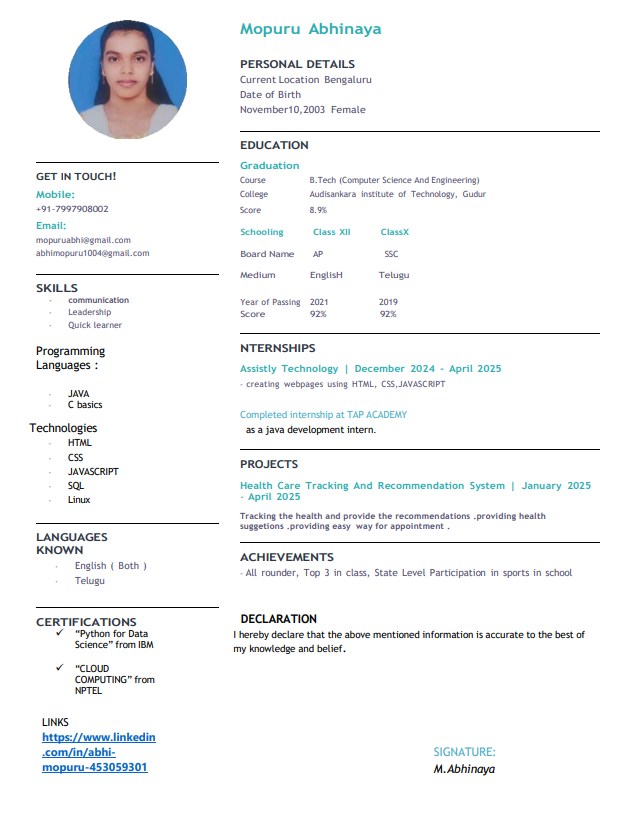 Mopuru Abhinaya
PERSONAL DETAILS
Current Location Bengaluru
Date of Birth
November10,2003 Female
EDUCATION
Graduation
Course B.Tech (Computer Science And Engineering)
College Audisankara institute of Technology, Gudur
Score 8.9%
Schooling Class XII ClassX
Board Name AP SSC
Medium EnglisH Telugu
Year of Passing 2021 2019
Score 92% 92%
NTERNSHIPS
Assistly Technology | December 2024 - April 2025
- creating webpages using HTML, CSS,JAVASCRIPT
Completed internship at TAP ACADEMY
as a java development intern.
PROJECTS
Health Care Tracking And Recommendation System | January 2025
- April 2025
Tracking the health and provide the recommendations .providing health
suggetions .providing easy way for appointment .
ACHIEVEMENTS
· All rounder, Top 3 in class, State Level Participation in sports in school
DECLARATION
I hereby declare that the above mentioned information is accurate to the best of
my knowledge and belief.
SIGNATURE:
M.Abhinaya
GET IN TOUCH!
Mobile:
+91-7997908002
Email:
mopuruabhi@gmail.com
abhimopuru1004@gmail.com
SKILLS
· communication
· Leadership
· Quick learner
Programming
Languages :
· JAVA
· C basics
Technologies
· HTML
· CSS
· JAVASCRIPT
· SQL
· Linux
LANGUAGES
KNOWN
· English ( Both )
· Telugu
CERTIFICATIONS
✓ “Python for Data
Science” from IBM
✓ “CLOUD
COMPUTING” from
NPTEL
LINKS
https://www.linkedin
.com/in/abhi-
mopuru-453059301